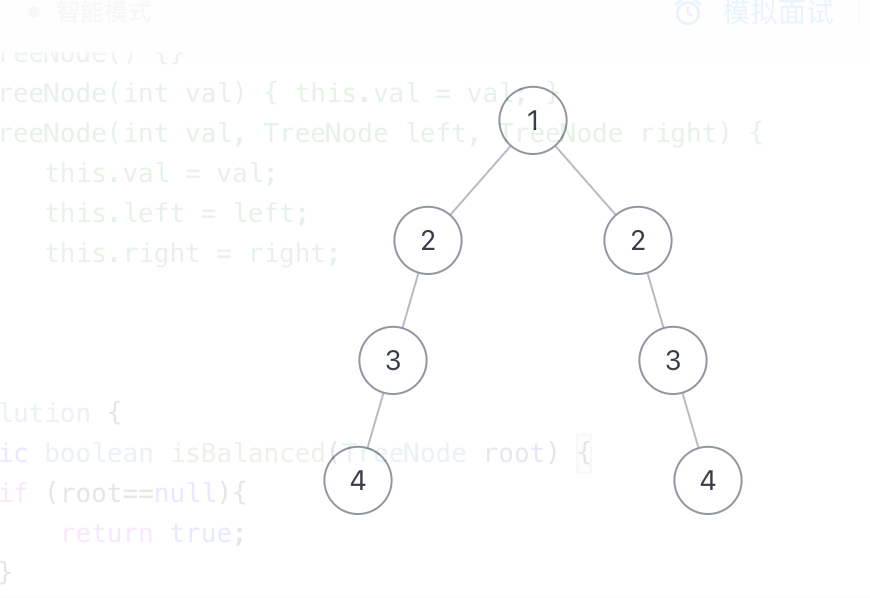 智能模式 模拟面试
reeNode() {}
reeNode(int val) { this.val = val; }
1
reeNode(int val, TreeNode left, TreeNode right) {
this.val = val;
this.left = left;
2 2
this.right = right;
3 3
lution {
ic boolean isBalanced(TreeNode root) {
4 4
if (root==null){
return true;
}